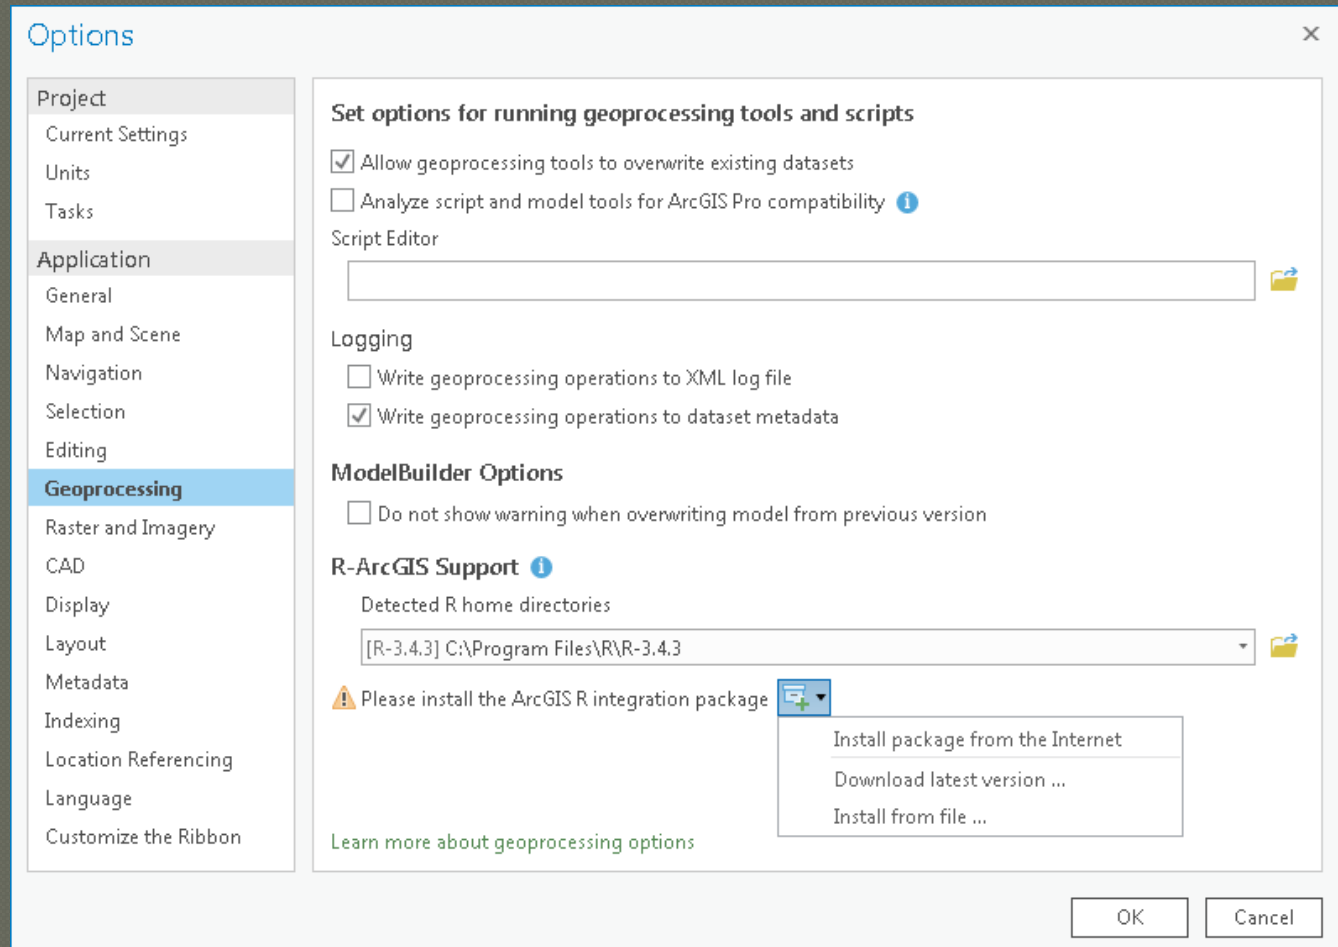 Options
Project
Current Settings
Units
Tasks
Application
General
Map and Scene
Navigation
Selection
Editing
Geoprocessing
Raster and Imagery
CAD
Display
Layout
Metadata
Indexing
Location Referencing
Language
Customize the Ribbon
Set options for running geoprocessing tools and scripts
Allow geoprocessing tools to overwrite existing datasets
Analyze script and model tools for ArcGIS Pro compatibility
Script Editor
Logging
Write geoprocessing operations to XML log file
Write geoprocessing operations to dataset metadata
ModelBuilder Options
Do not show warning when overwriting model from previous version
R-ArcGIS Support
Detected R home directories
[R-3.4.3] C:\Program Files\R\R-3.4.3
Please install the ArcGIS R integration package
Install package from the Internet
Download latest version ...
Install from file ...
Learn more about geoprocessing options
OK
Cancel